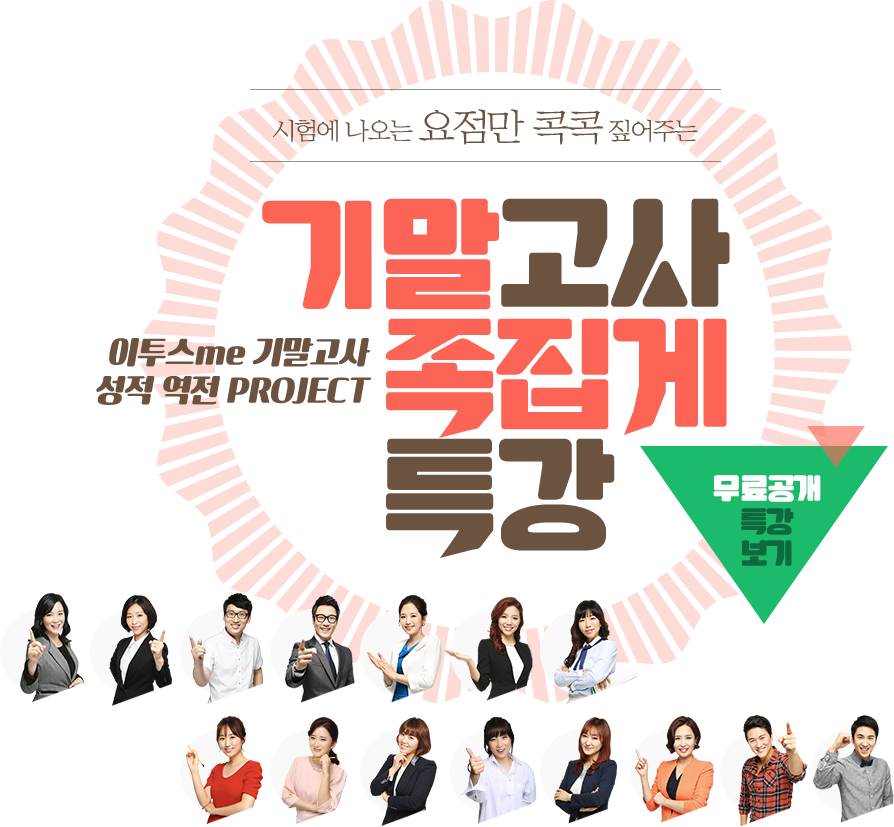 시험에 나오는 요점만 콕콕 짚어주는
기말고사
족집게
특강
이투스me 기말고사
성적 역전 PROJECT
무료공개
특강
보기